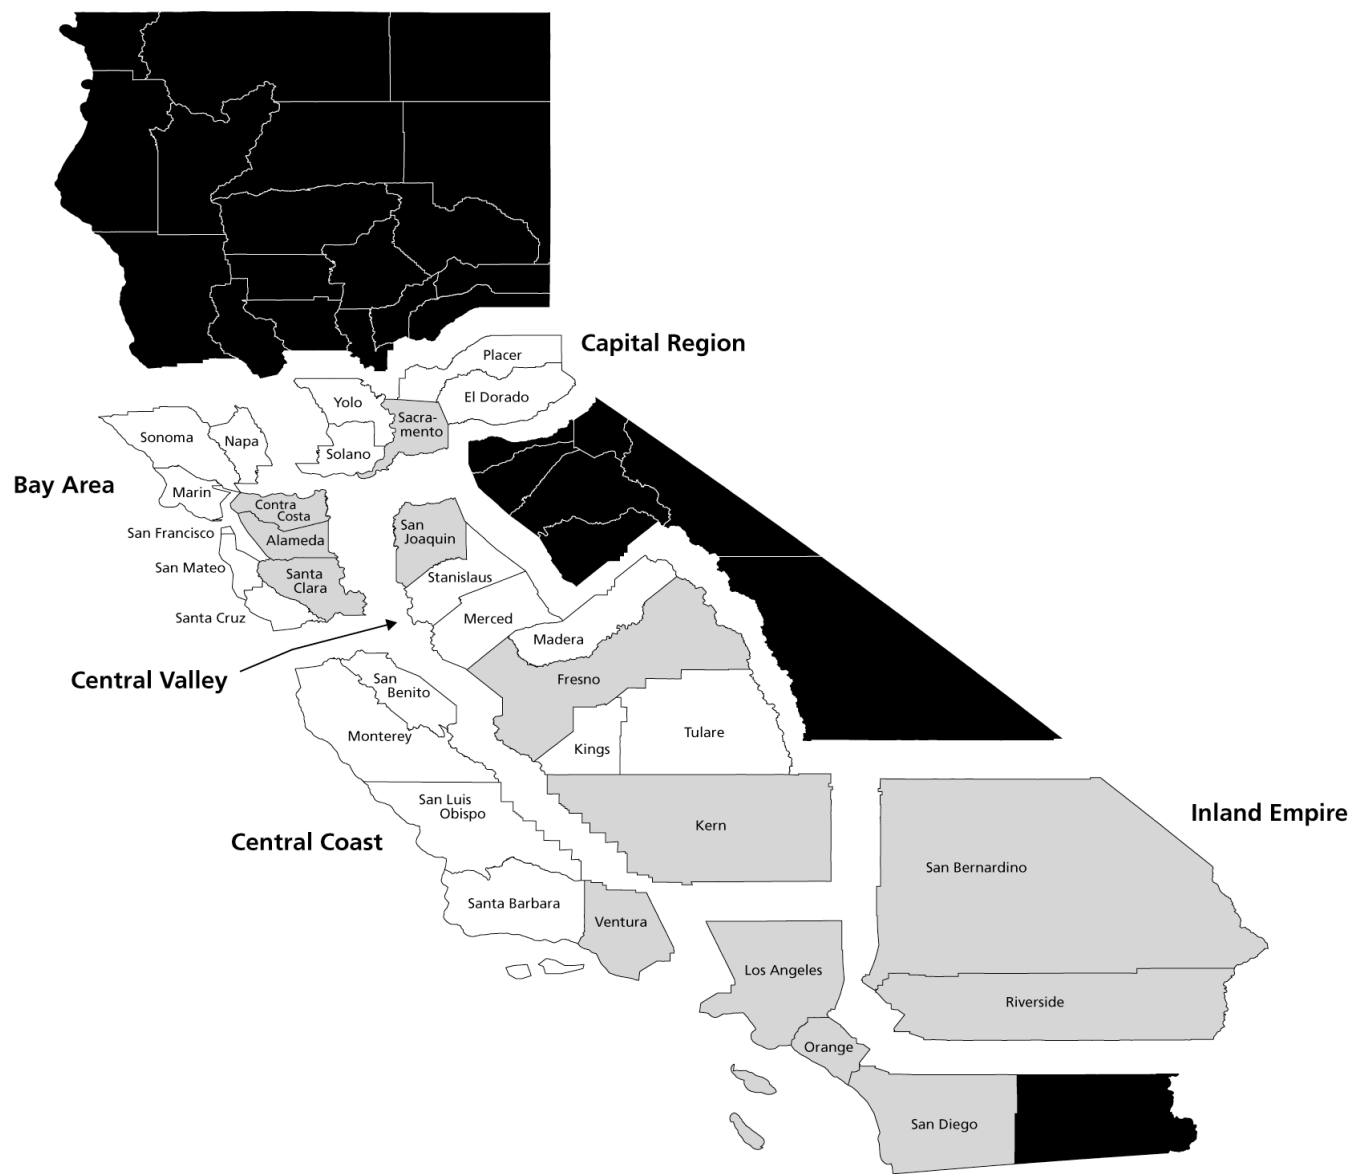 Capital Region
Placer
El Dorado
Yolo
Sacra-
mento
Solano
Sonoma
Napa
Bay Area
Marin
Contra
Costa
San Francisco
Alameda
San Mateo
Santa
Clara
Santa Cruz
San
Joaquin
Stanislaus
Merced
Madera
Central Valley
Fresno
San
Benito
Monterey
Kings
Tulare
San Luis
Obispo
Kern
Central Coast
Inland Empire
San Bernardino
Santa Barbara
Ventura
Los Angeles
Riverside
Orange
San Diego